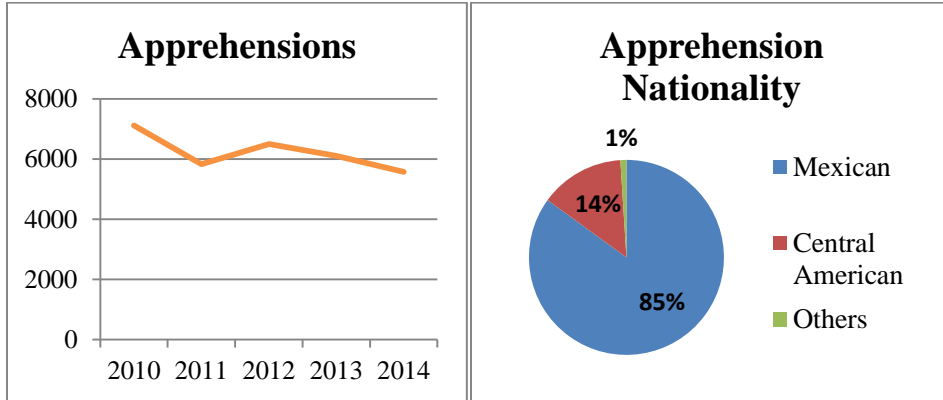 Apprehensions
8000
6000
4000
2000
0
2010 2011 2012 2013 2014
Apprehension
Nationality
1%
14%
85%
Mexican
Central
American
Others